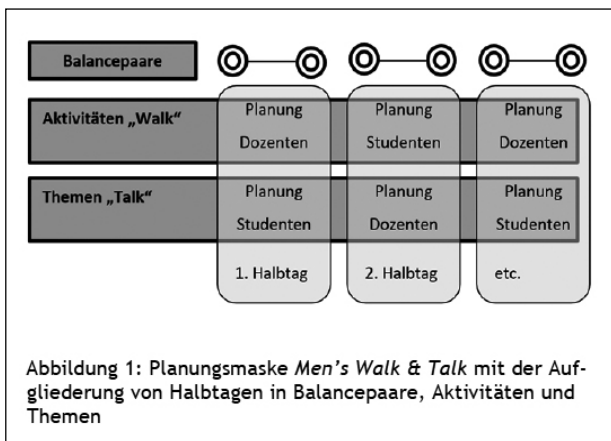 Balancepaare
Aktivitäten „Walk“
Planung Planung Planung
Dozenten Studenten Dozenten
Themen „Talk“
Planung Planung Planung
Studenten Dozenten Studenten
1. Halbtag 2. Halbtag etc.
Abbildung 1: Planungsmaske Men’s Walk & Talk mit der Auf-
gliederung von Halbtagen in Balancepaare, Aktivitäten und
Themen